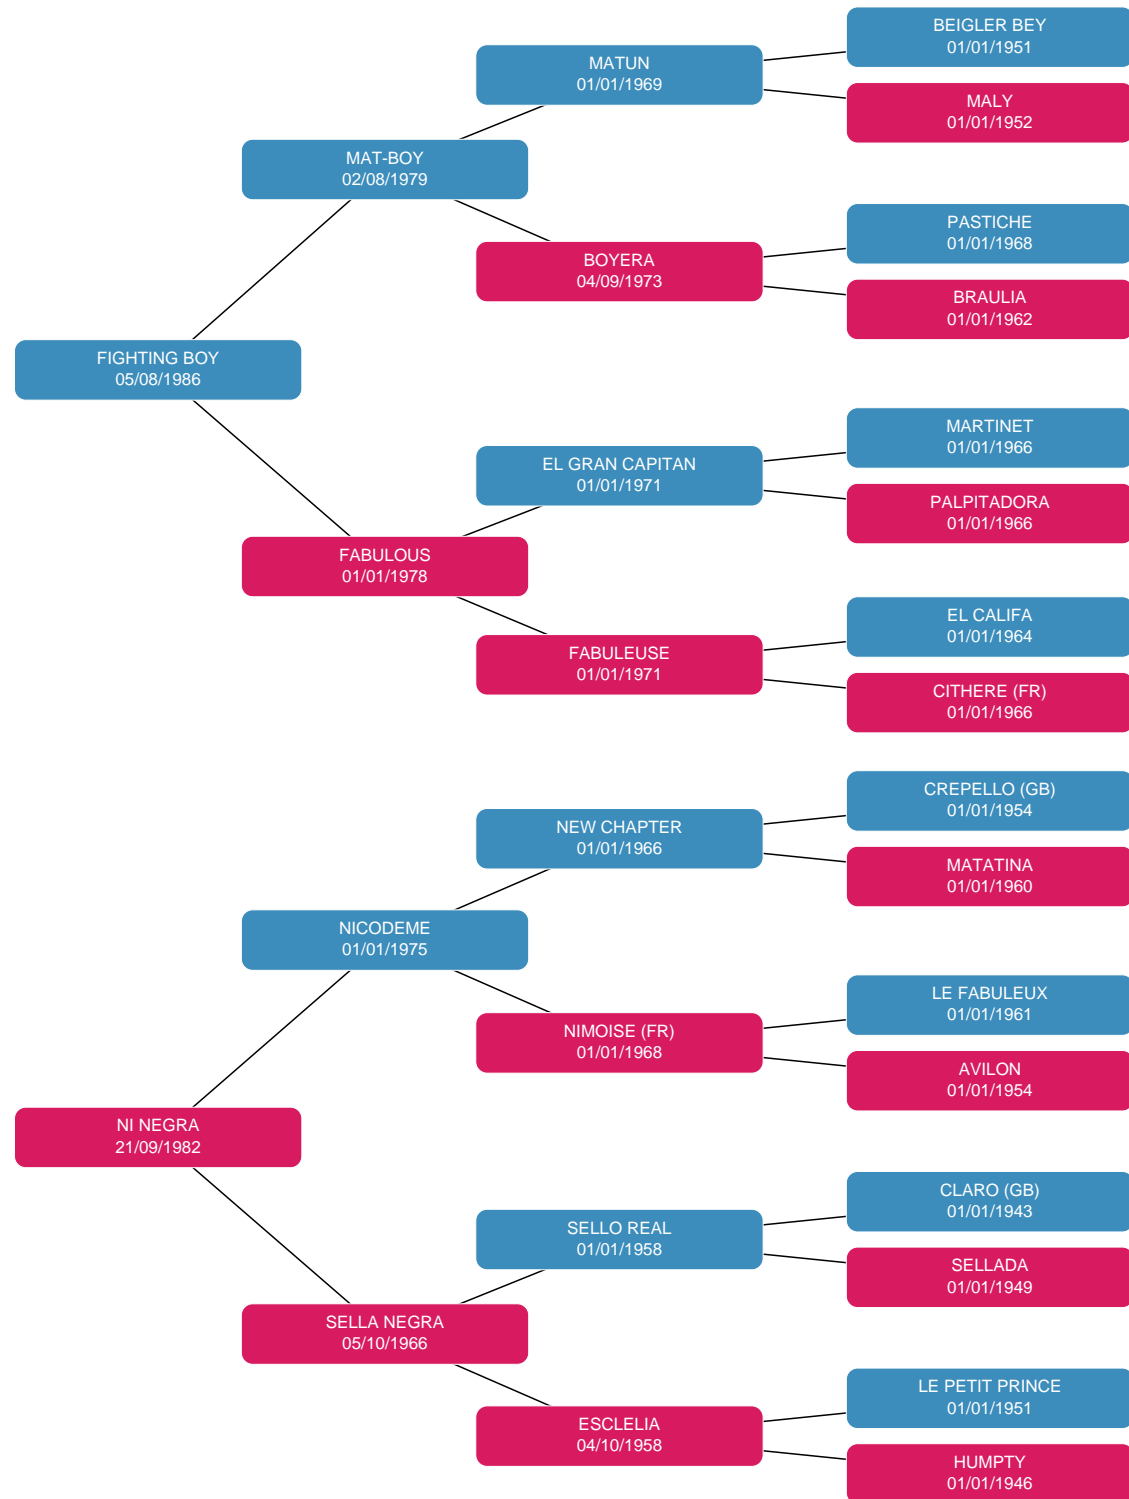 BEIGLER BEY
01/01/1951
MATUN
01/01/1969
MALY
01/01/1952
MAT-BOY
02/08/1979
PASTICHE
01/01/1968
BOYERA
04/09/1973
BRAULIA
01/01/1962
FIGHTING BOY
05/08/1986
MARTINET
01/01/1966
EL GRAN CAPITAN
01/01/1971
PALPITADORA
01/01/1966
FABULOUS
01/01/1978
EL CALIFA
01/01/1964
FABULEUSE
01/01/1971
CITHERE (FR)
01/01/1966
CREPELLO (GB)
01/01/1954
NEW CHAPTER
01/01/1966
MATATINA
01/01/1960
NICODEME
01/01/1975
LE FABULEUX
01/01/1961
NIMOISE (FR)
01/01/1968
AVILON
01/01/1954
NI NEGRA
21/09/1982
CLARO (GB)
01/01/1943
SELLO REAL
01/01/1958
SELLADA
01/01/1949
SELLA NEGRA
05/10/1966
LE PETIT PRINCE
01/01/1951
ESCLELIA
04/10/1958
HUMPTY
01/01/1946